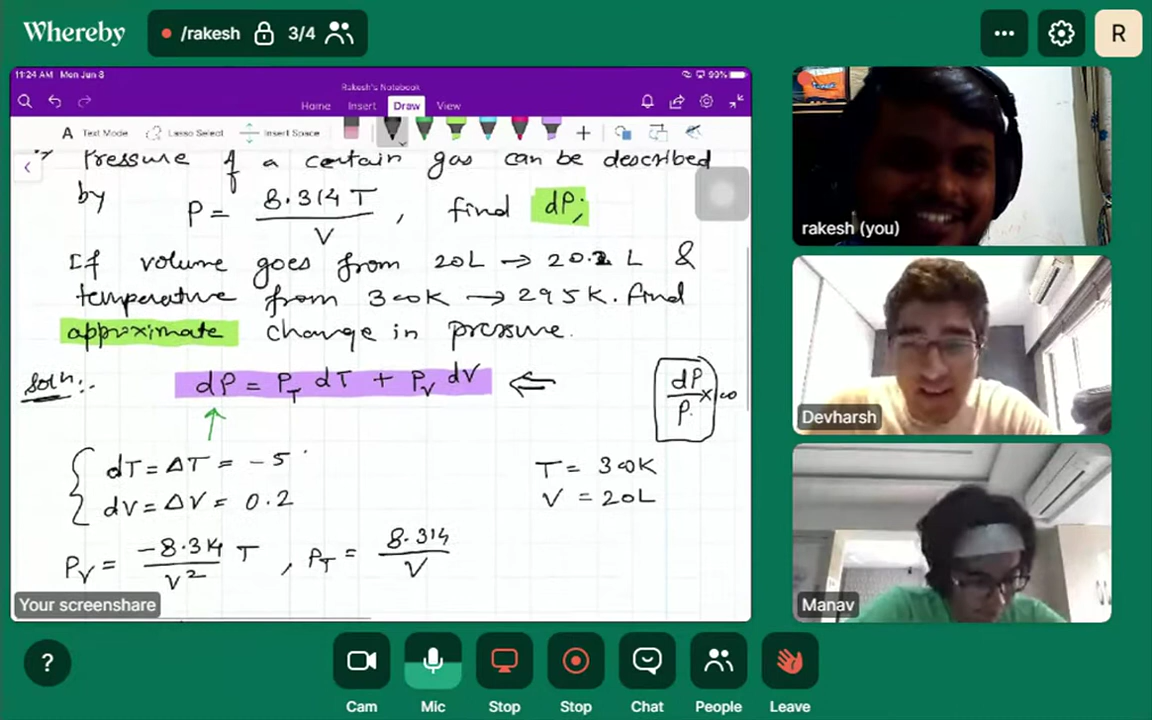 Whereby
/rakesh 3/4
R
11:24 AM Mon Jun 8
99%
Rakesh's Notebook
Home Insert Draw View
A Text Mode Lasso Select Insert Space
Pressure of a certain gas can be described
by P = 8.314 T / V , find dP;
If volume goes from 20L → 20.2 L &
temperature from 300K → 295K. Find
approximate change in pressure.
Soln:-. dP = P_T dT + P_V dV ⇐
dP/P × 100
{ dT = ΔT = -5
dV = ΔV = 0.2
T = 300K
V = 20L
P_V = -8.314/V² T , P_T = 8.314/V
Your screenshare
rakesh (you)
Devharsh
Manav
?
Cam Mic Stop Stop Chat People Leave